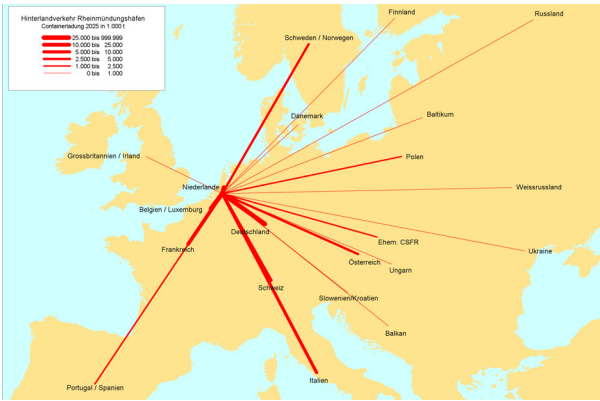 Hinterlandverkehr Rheinmündungshäfen
Containerladung 2025 in 1.000 t
25.000 bis 999.999
10.000 bis 25.000
5.000 bis 10.000
2.500 bis 5.000
1.000 bis 2.500
0 bis 1.000
Finnland
Russland
Schweden / Norwegen
Dänemark
Baltikum
Grossbritannien / Irland
Polen
Niederlande
Weissrussland
Belgien / Luxemburg
Deutschland
Ehem. CSFR
Frankreich
Ukraine
Österreich
Ungarn
Schweiz
Slowenien/Kroatien
Balkan
Italien
Portugal / Spanien